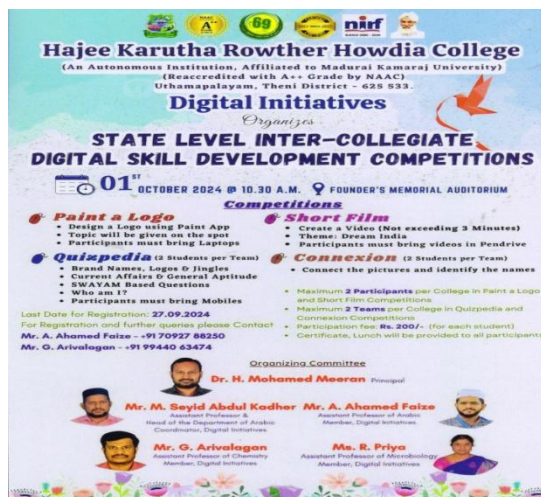 69
nirf
Hajee Karutha Rowther Howdia College
(An Autonomous Institution, Affiliated to Madurai Kamaraj University)
(Reaccredited with A++ Grade by NAAC)
Uthamapalayam, Theni District - 625 533.
Digital Initiatives
Organizes
STATE LEVEL INTER-COLLEGIATE
DIGITAL SKILL DEVELOPMENT COMPETITIONS
01ST OCTOBER 2024 @ 10.30 A.M. FOUNDER'S MEMORIAL AUDITORIUM
Competitions
Paint a Logo
Design a Logo using Paint App
Topic will be given on the spot
Participants must bring Laptops
Short Film
Create a Video (Not exceeding 3 Minutes)
Theme: Dream India
Participants must bring videos in Pendrive
Quizpedia (2 Students per Team)
Brand Names, Logos & Jingles
Current Affairs & General Aptitude
SWAYAM Based Questions
Who am I?
Participants must bring Mobiles
Connexion (2 Students per Team)
Connect the pictures and identify the names
Last Date for Registration: 27.09.2024
For Registration and further queries please Contact
Mr. A. Ahamed Faize - +91 70927 88250
Mr. G. Arivalagan - +91 99440 63474
Maximum 2 Participants per College in Paint a Logo
and Short Film Competitions
Maximum 2 Teams per College in Quizpedia and
Connexion Competitions
Participation fee: Rs. 200/- (for each student)
Certificate, Lunch will be provided to all participants
Organizing Committee
Dr. H. Mohamed Meeran Principal
Mr. M. Seyid Abdul Kadher
Assistant Professor &
Head of the Department of Arabic
Coordinator, Digital Initiatives
Mr. A. Ahamed Faize
Assistant Professor of Arabic
Member, Digital Initiatives
Mr. G. Arivalagan
Assistant Professor of Chemistry
Member, Digital Initiatives
Ms. R. Priya
Assistant Professor of Microbiology
Member, Digital Initiatives